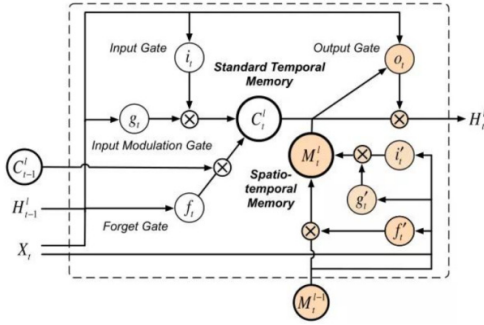 Input Gate
Output Gate
i_t
o_t
Standard Temporal
Memory
g_t
C_t^l
H_t^l
Input Modulation Gate
M_t^l
i'_t
C_{t-1}^l
Spatio-
temporal
Memory
g'_t
H_{t-1}^l
f_t
f'_t
Forget Gate
X_t
M_t^{l-1}